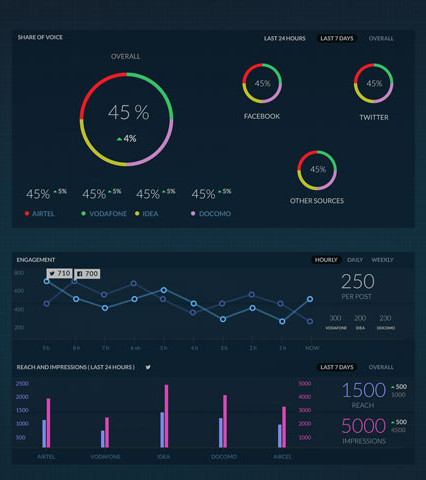 SHARE OF VOICE
LAST 24 HOURS LAST 7 DAYS OVERALL
OVERALL
45 %
4%
45%
FACEBOOK
45%
TWITTER
45%
OTHER SOURCES
45% 5% 45% 5% 45% 5% 45% 5%
AIRTEL VODAFONE IDEA DOCOMO
ENGAGEMENT
HOURLY DAILY WEEKLY
800
600
400
200
710 700
9 h 8 h 7 h 5 h 4 h 2 h 1 h NOW
250
PER POST
300 200 230
VODAFONE IDEA DOCOMO
REACH AND IMPRESSIONS ( LAST 24 HOURS )
LAST 7 DAYS OVERALL
2500
2000
1500
1000
500
5000
4000
3000
2000
1000
AIRTEL VODAFONE IDEA DOCOMO AIRCEL
1500 500
1000
REACH
5000 500
4500
IMPRESSIONS